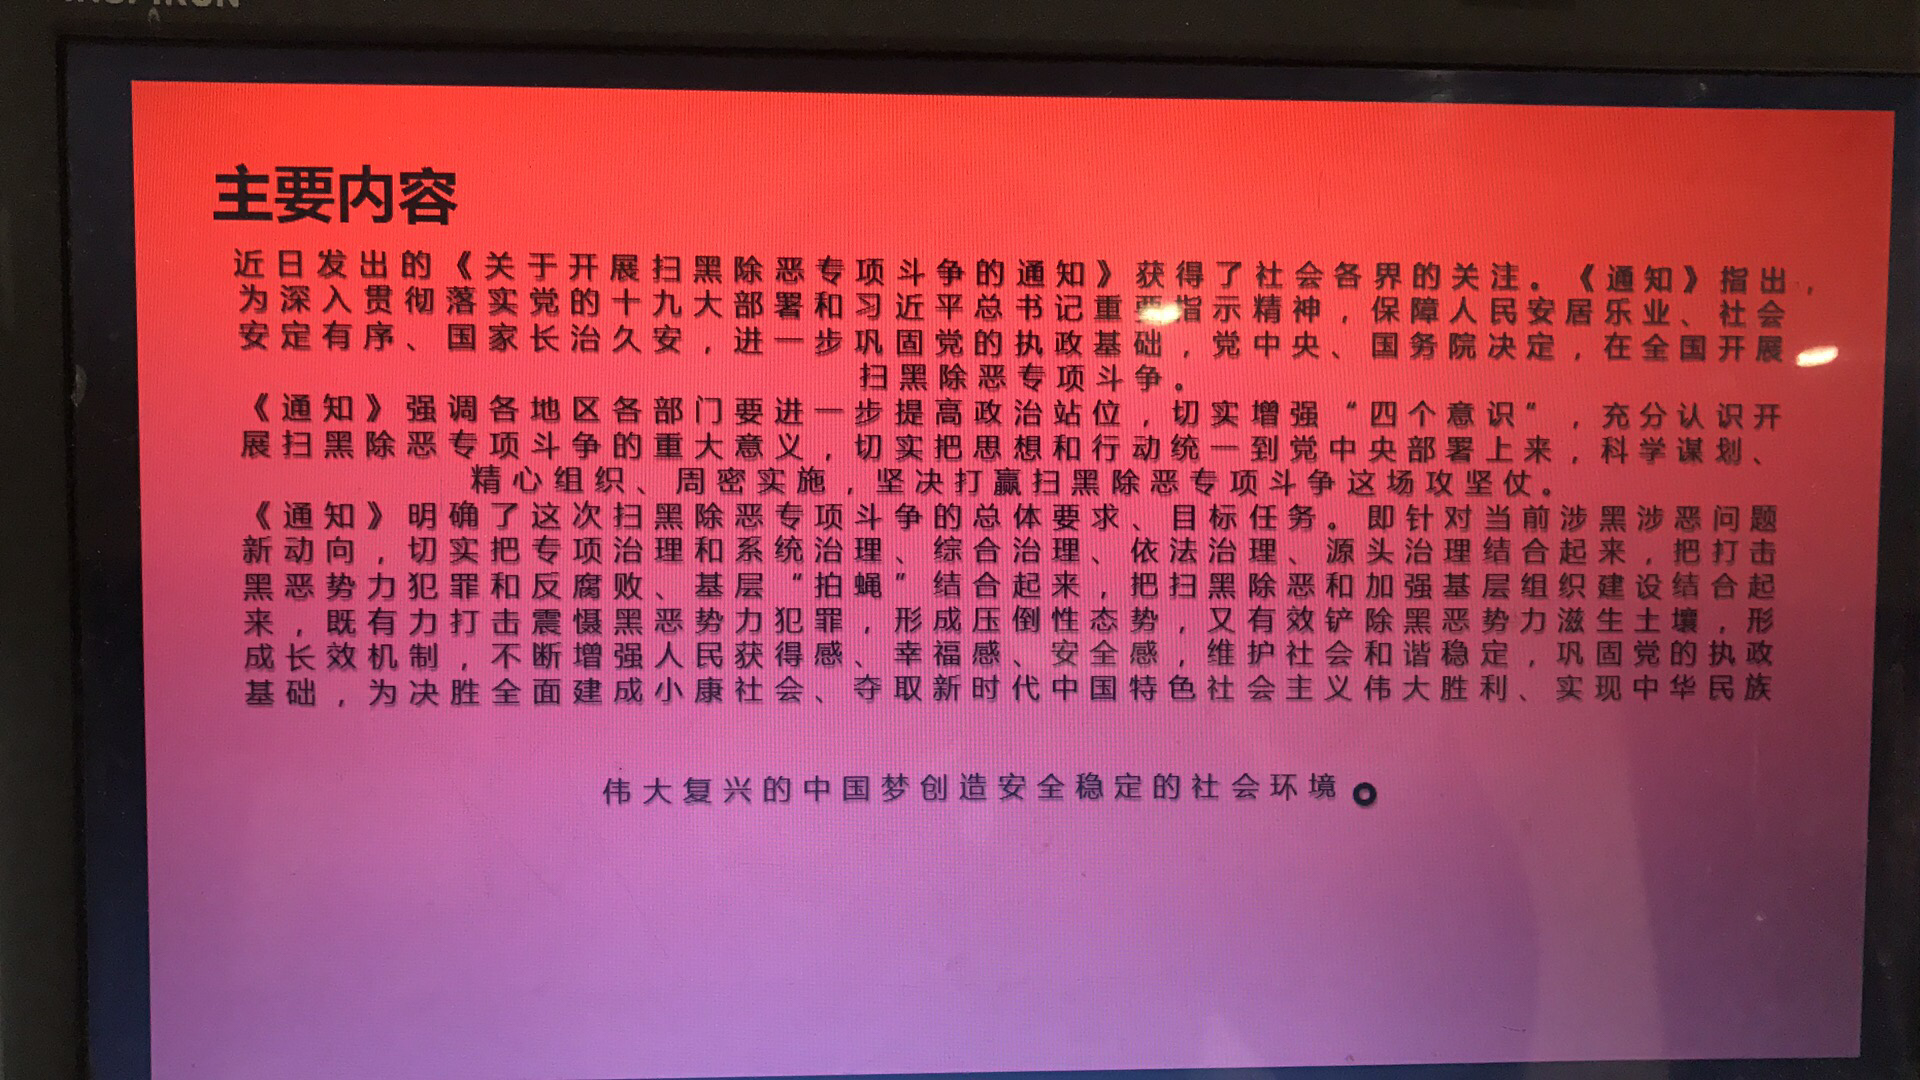 主要内容
近日发出的《关于开展扫黑除恶专项斗争的通知》获得了社会各界的关注。《通知》指出，
为深入贯彻落实党的十九大部署和习近平总书记重要指示精神，保障人民安居乐业、社会
安定有序、国家长治久安，进一步巩固党的执政基础，党中央、国务院决定，在全国开展
扫黑除恶专项斗争。
《通知》强调各地区各部门要进一步提高政治站位，切实增强“四个意识”，充分认识开
展扫黑除恶专项斗争的重大意义，切实把思想和行动统一到党中央部署上来，科学谋划、
精心组织、周密实施，坚决打赢扫黑除恶专项斗争这场攻坚仗。
《通知》明确了这次扫黑除恶专项斗争的总体要求、目标任务。即针对当前涉黑涉恶问题
新动向，切实把专项治理和系统治理、综合治理、依法治理、源头治理结合起来，把打击
黑恶势力犯罪和反腐败、基层“拍蝇”结合起来，把扫黑除恶和加强基层组织建设结合起
来，既有力打击震慑黑恶势力犯罪，形成压倒性态势，又有效铲除黑恶势力滋生土壤，形
成长效机制，不断增强人民获得感、幸福感、安全感，维护社会和谐稳定，巩固党的执政
基础，为决胜全面建成小康社会、夺取新时代中国特色社会主义伟大胜利、实现中华民族
伟大复兴的中国梦创造安全稳定的社会环境。